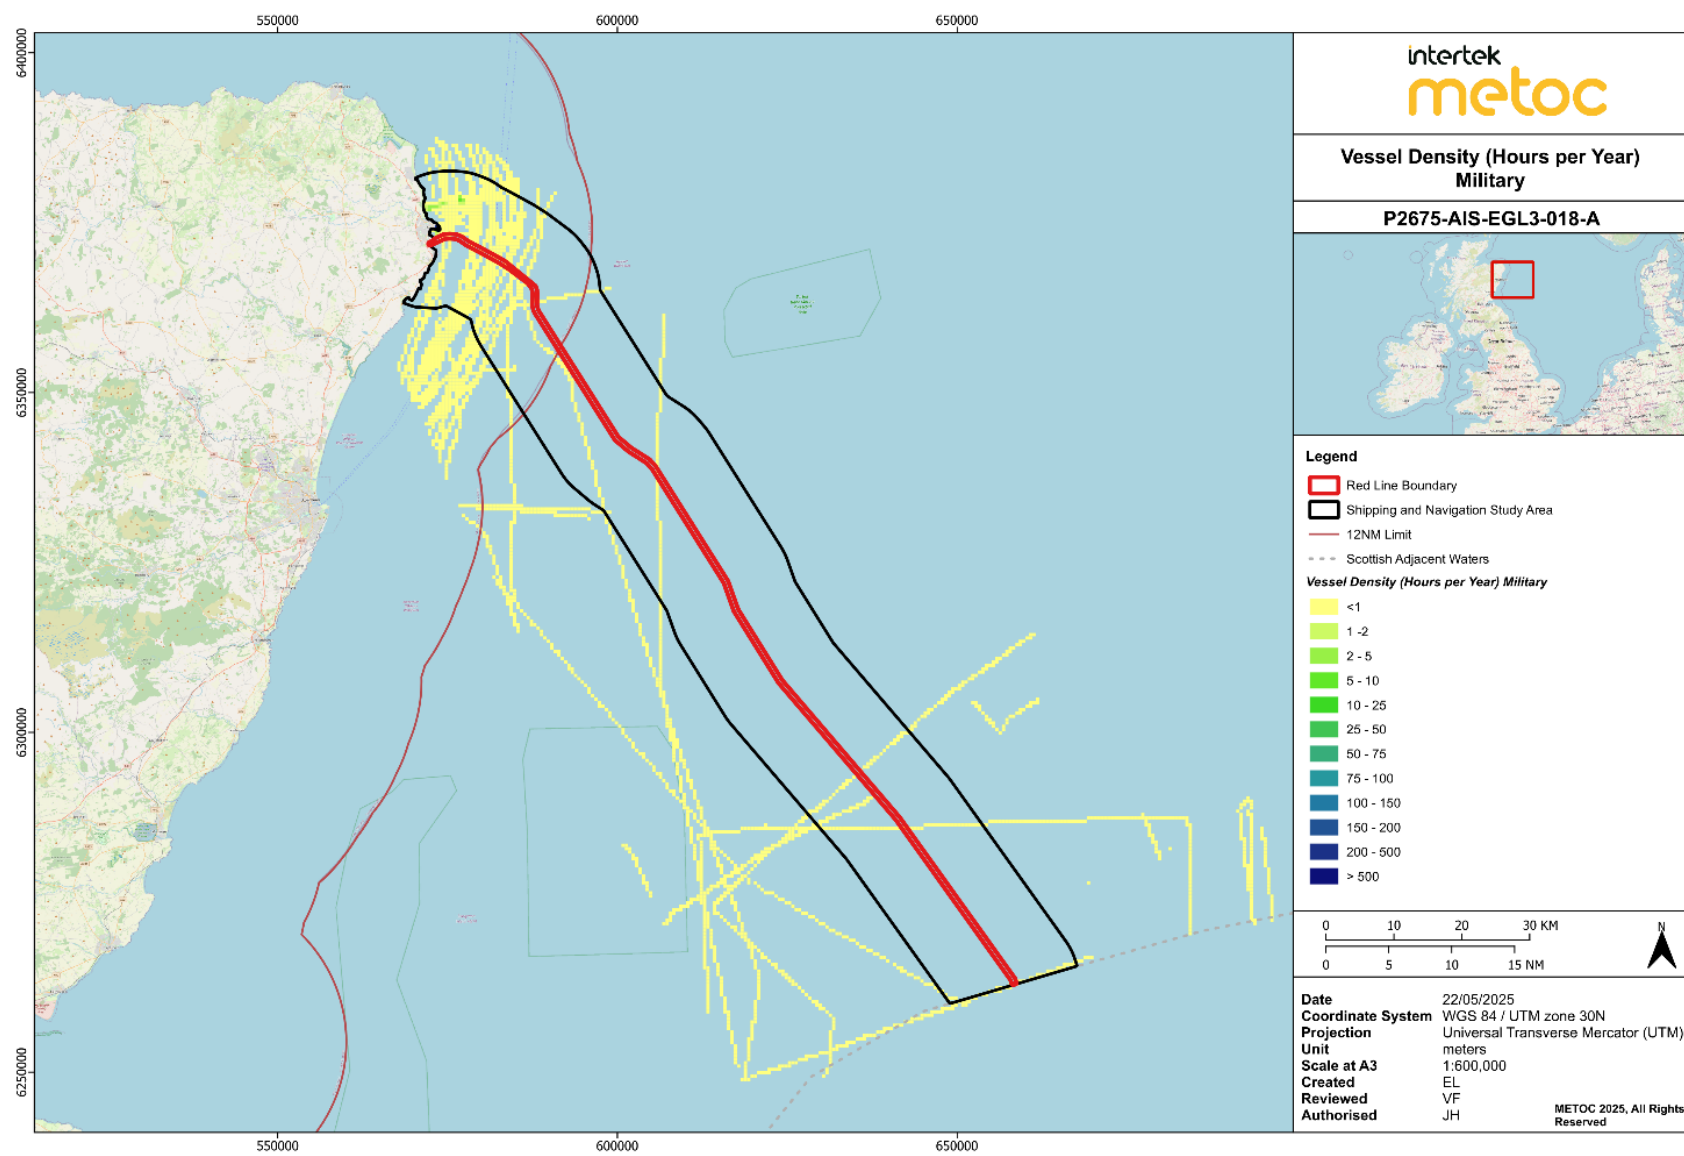 550000
600000
650000
6400000
6350000
6300000
6250000
550000
600000
650000
intertek
metoc
Vessel Density (Hours per Year)
Military
P2675-AIS-EGL3-018-A
Legend
Red Line Boundary
Shipping and Navigation Study Area
12NM Limit
Scottish Adjacent Waters
Vessel Density (Hours per Year) Military
<1
1 -2
2 - 5
5 - 10
10 - 25
25 - 50
50 - 75
75 - 100
100 - 150
150 - 200
200 - 500
> 500
0 10 20 30 KM
0 5 10 15 NM
N
Date 22/05/2025
Coordinate System WGS 84 / UTM zone 30N
Projection Universal Transverse Mercator (UTM)
Unit meters
Scale at A3 1:600,000
Created EL
Reviewed VF
Authorised JH
METOC 2025, All Rights
Reserved